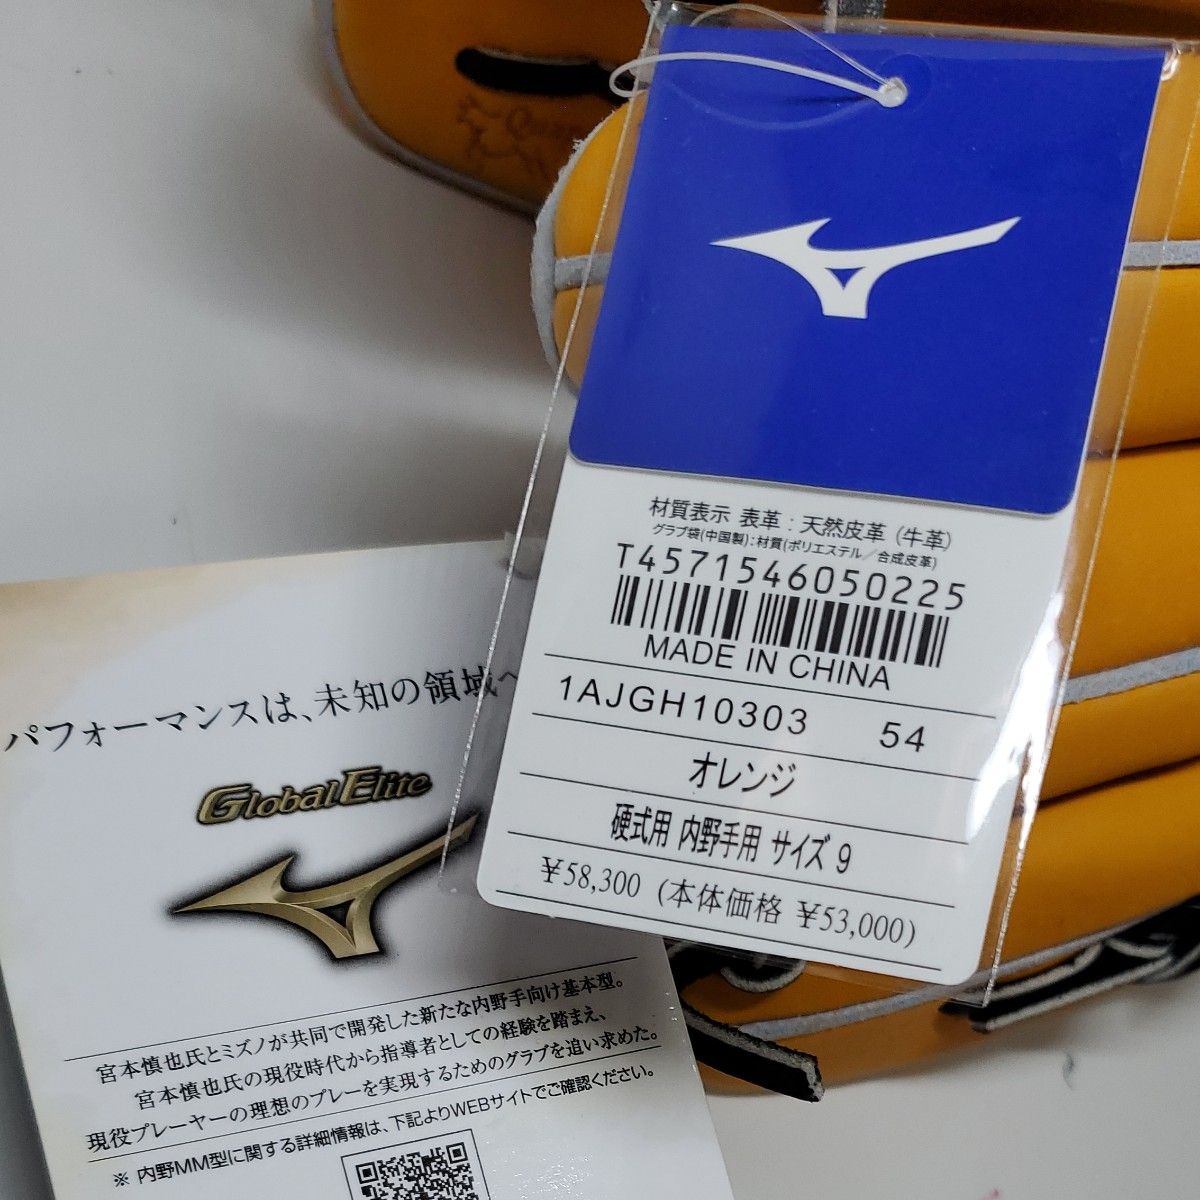 材質表示 表革:天然皮革(牛革)
グラブ袋(中国製):材質(ポリエステル/合成皮革)
T4571546050225
MADE IN CHINA
1AJGH10303 54
オレンジ
硬式用 内野手用 サイズ 9
¥58,300 (本体価格 ¥53,000)
パフォーマンスは、未知の領域へ
Global Elite
宮本慎也氏とミズノが共同で開発した新たな内野手向け基本型。
宮本慎也氏の現役時代から指導者としての経験を踏まえ、
現役プレーヤーの理想のプレーを実現するためのグラブを追い求めた。
※ 内野MM型に関する詳細情報は、下記よりWEBサイトでご確認ください。